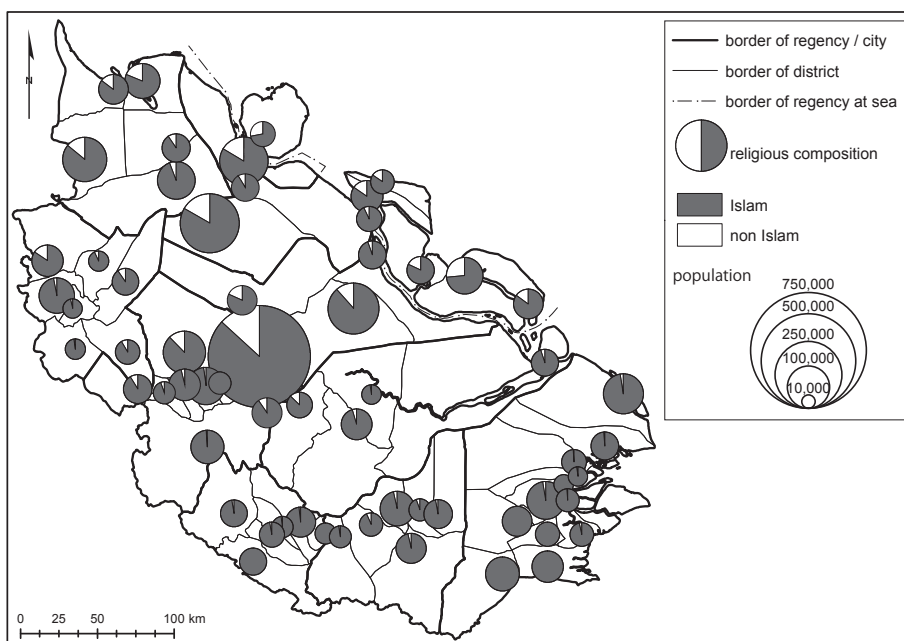 N
border of regency / city
border of district
border of regency at sea
religious composition
Islam
non Islam
population
750,000
500,000
250,000
100,000
10,000
0 25 50 100 km